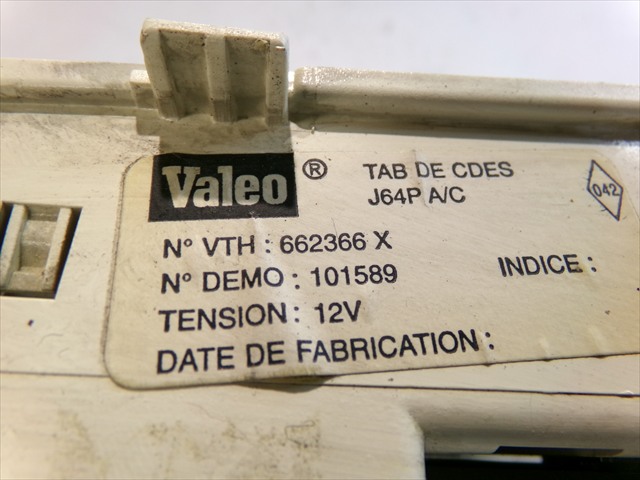 Valeo ® TAB DE CDES
J64P A/C
042
N° VTH : 662366 X
N° DEMO : 101589 INDICE :
TENSION : 12V
DATE DE FABRICATION :